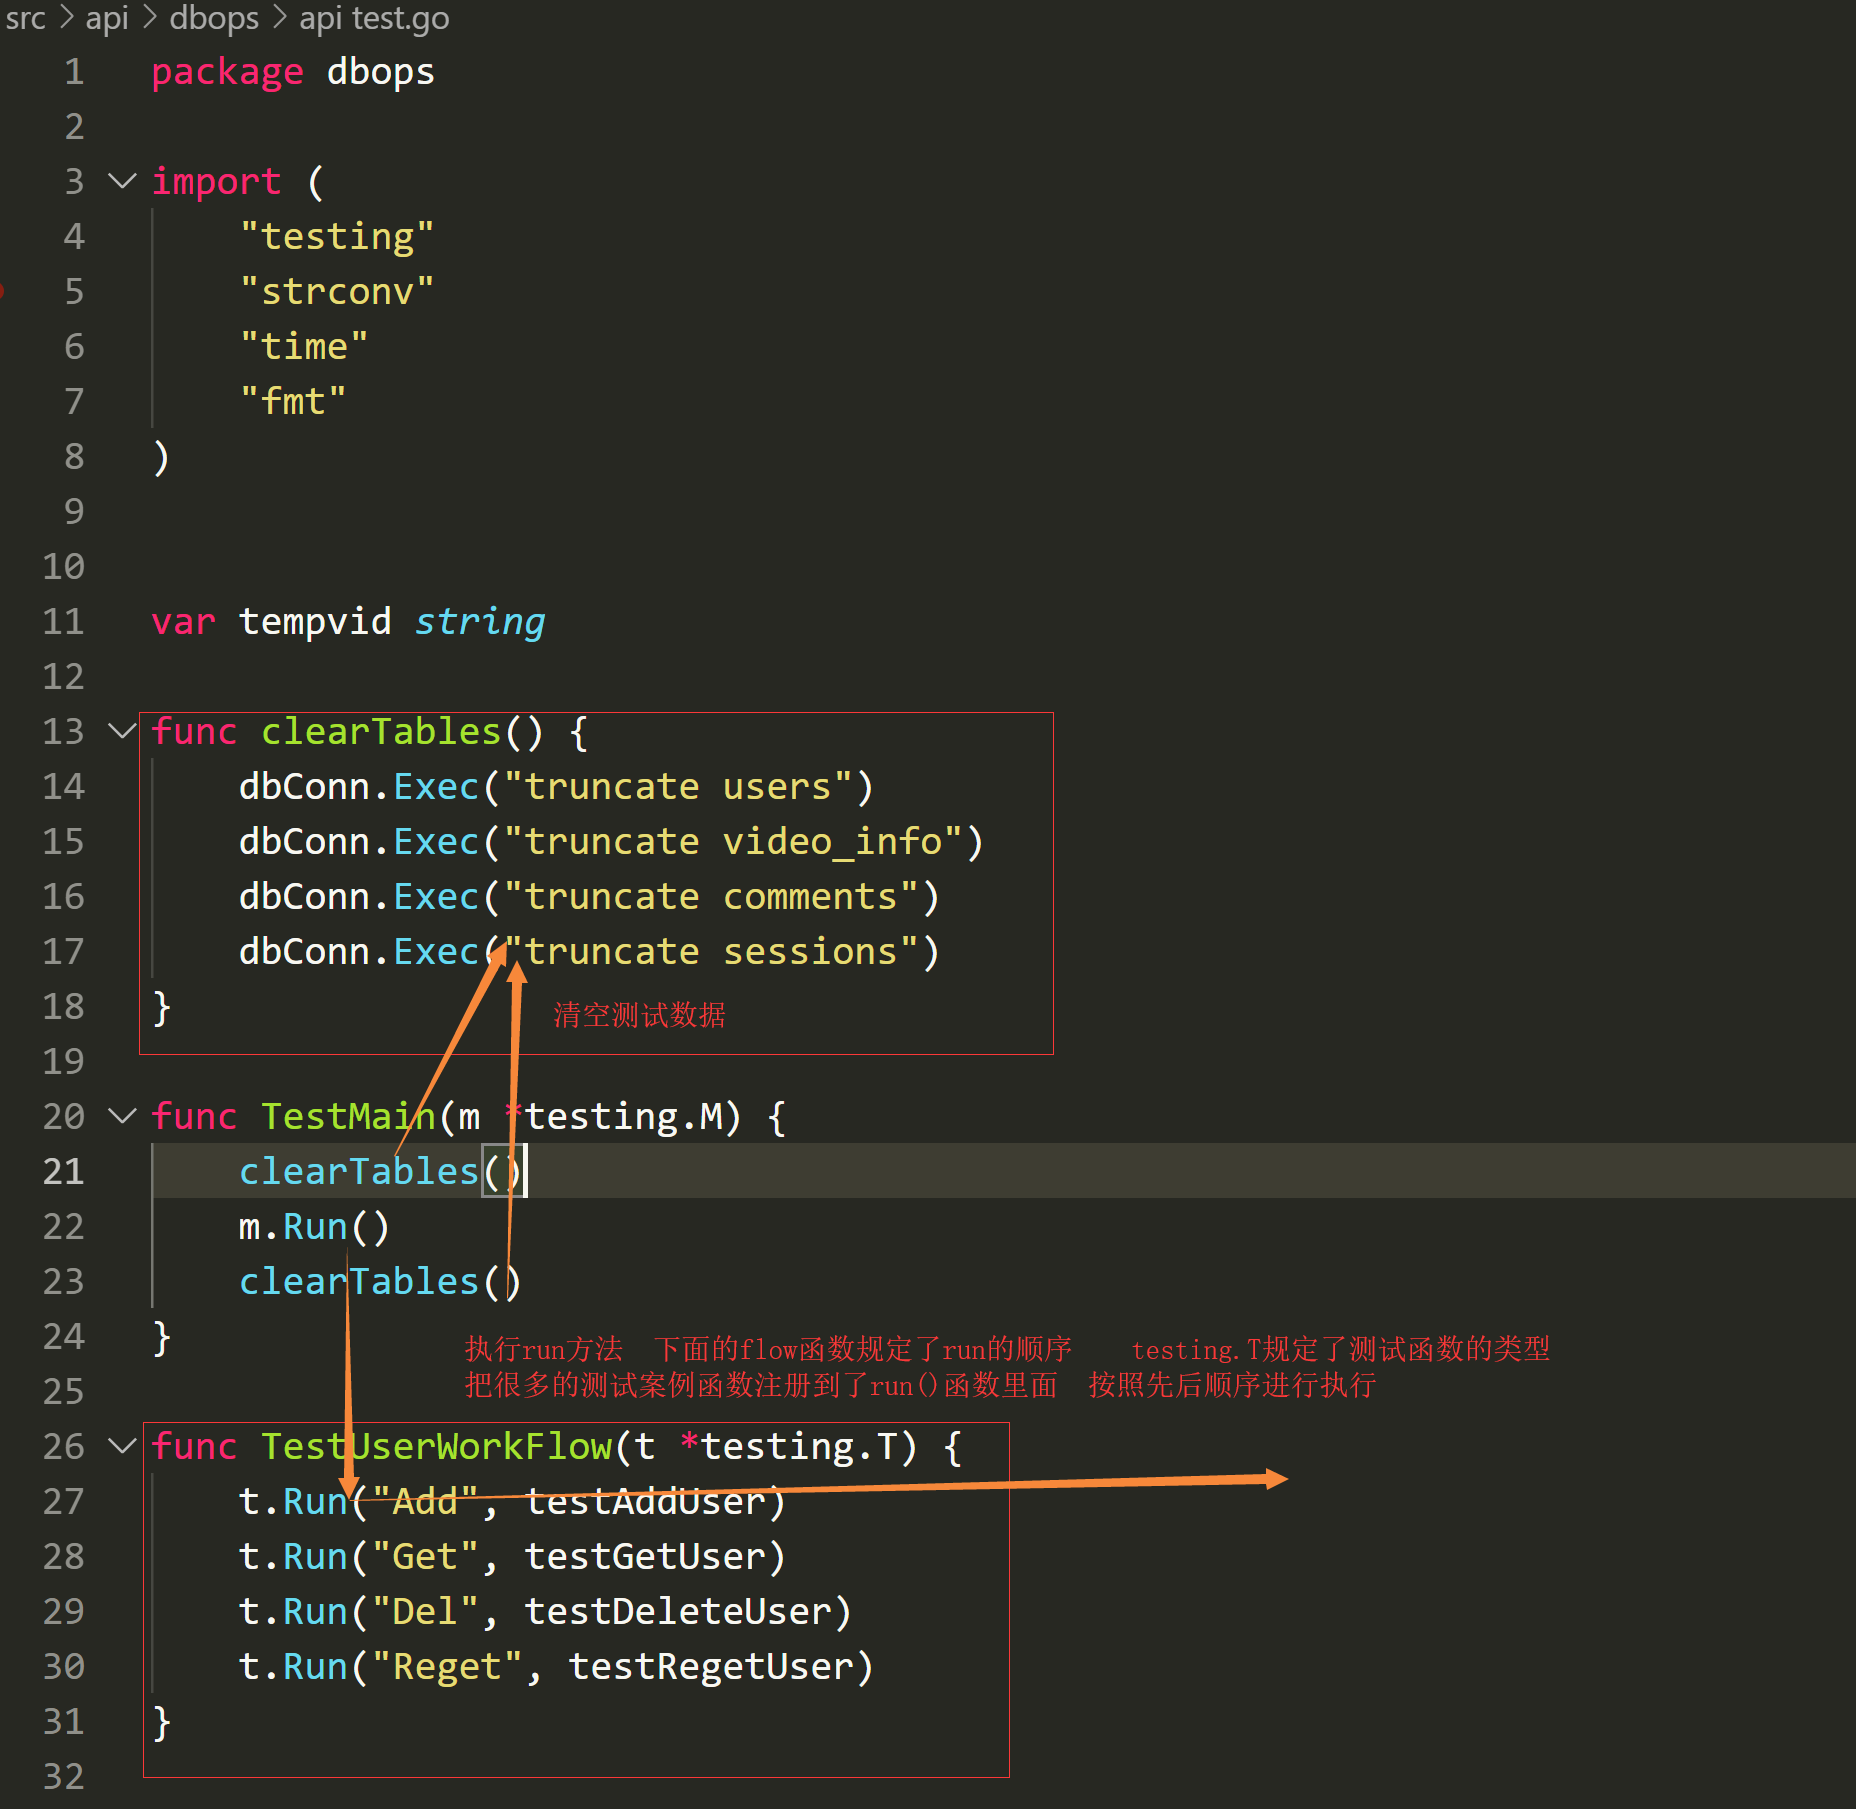 src > api > dbops > api test.go
1 package dbops
2
3 import (
4 "testing"
5 "strconv"
6 "time"
7 "fmt"
8 )
9
10
11 var tempvid string
12
13 func clearTables() {
14 dbConn.Exec("truncate users")
15 dbConn.Exec("truncate video_info")
16 dbConn.Exec("truncate comments")
17 dbConn.Exec("truncate sessions")
18 }
清空测试数据
19
20 func TestMain(m *testing.M) {
21 clearTables()
22 m.Run()
23 clearTables()
24 }
执行run方法 下面的flow函数规定了run的顺序 testing.T规定了测试函数的类型
25
把很多的测试案例函数注册到了run()函数里面 按照先后顺序进行执行
26 func TestUserWorkFlow(t *testing.T) {
27 t.Run("Add", testAddUser)
28 t.Run("Get", testGetUser)
29 t.Run("Del", testDeleteUser)
30 t.Run("Reget", testRegetUser)
31 }
32